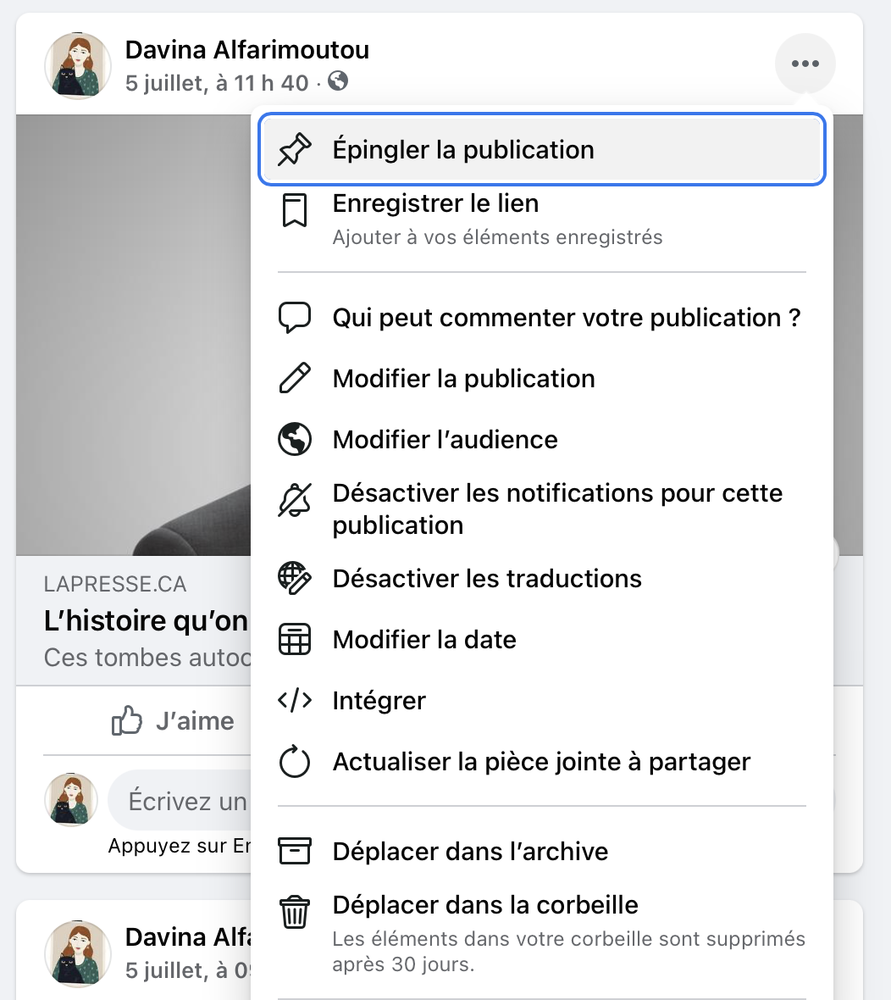 Davina Alfarimoutou
5 juillet, à 11 h 40 ·
Épingler la publication
Enregistrer le lien
Ajouter à vos éléments enregistrés
Qui peut commenter votre publication ?
Modifier la publication
Modifier l’audience
Désactiver les notifications pour cette
publication
Désactiver les traductions
Modifier la date
Intégrer
Actualiser la pièce jointe à partager
Déplacer dans l’archive
Déplacer dans la corbeille
Les éléments dans votre corbeille sont supprimés
après 30 jours.
LAPRESSE.CA
L’histoire qu’on
Ces tombes
J’aime
Écrivez un
Appuyez sur
Davina
5 juillet, à